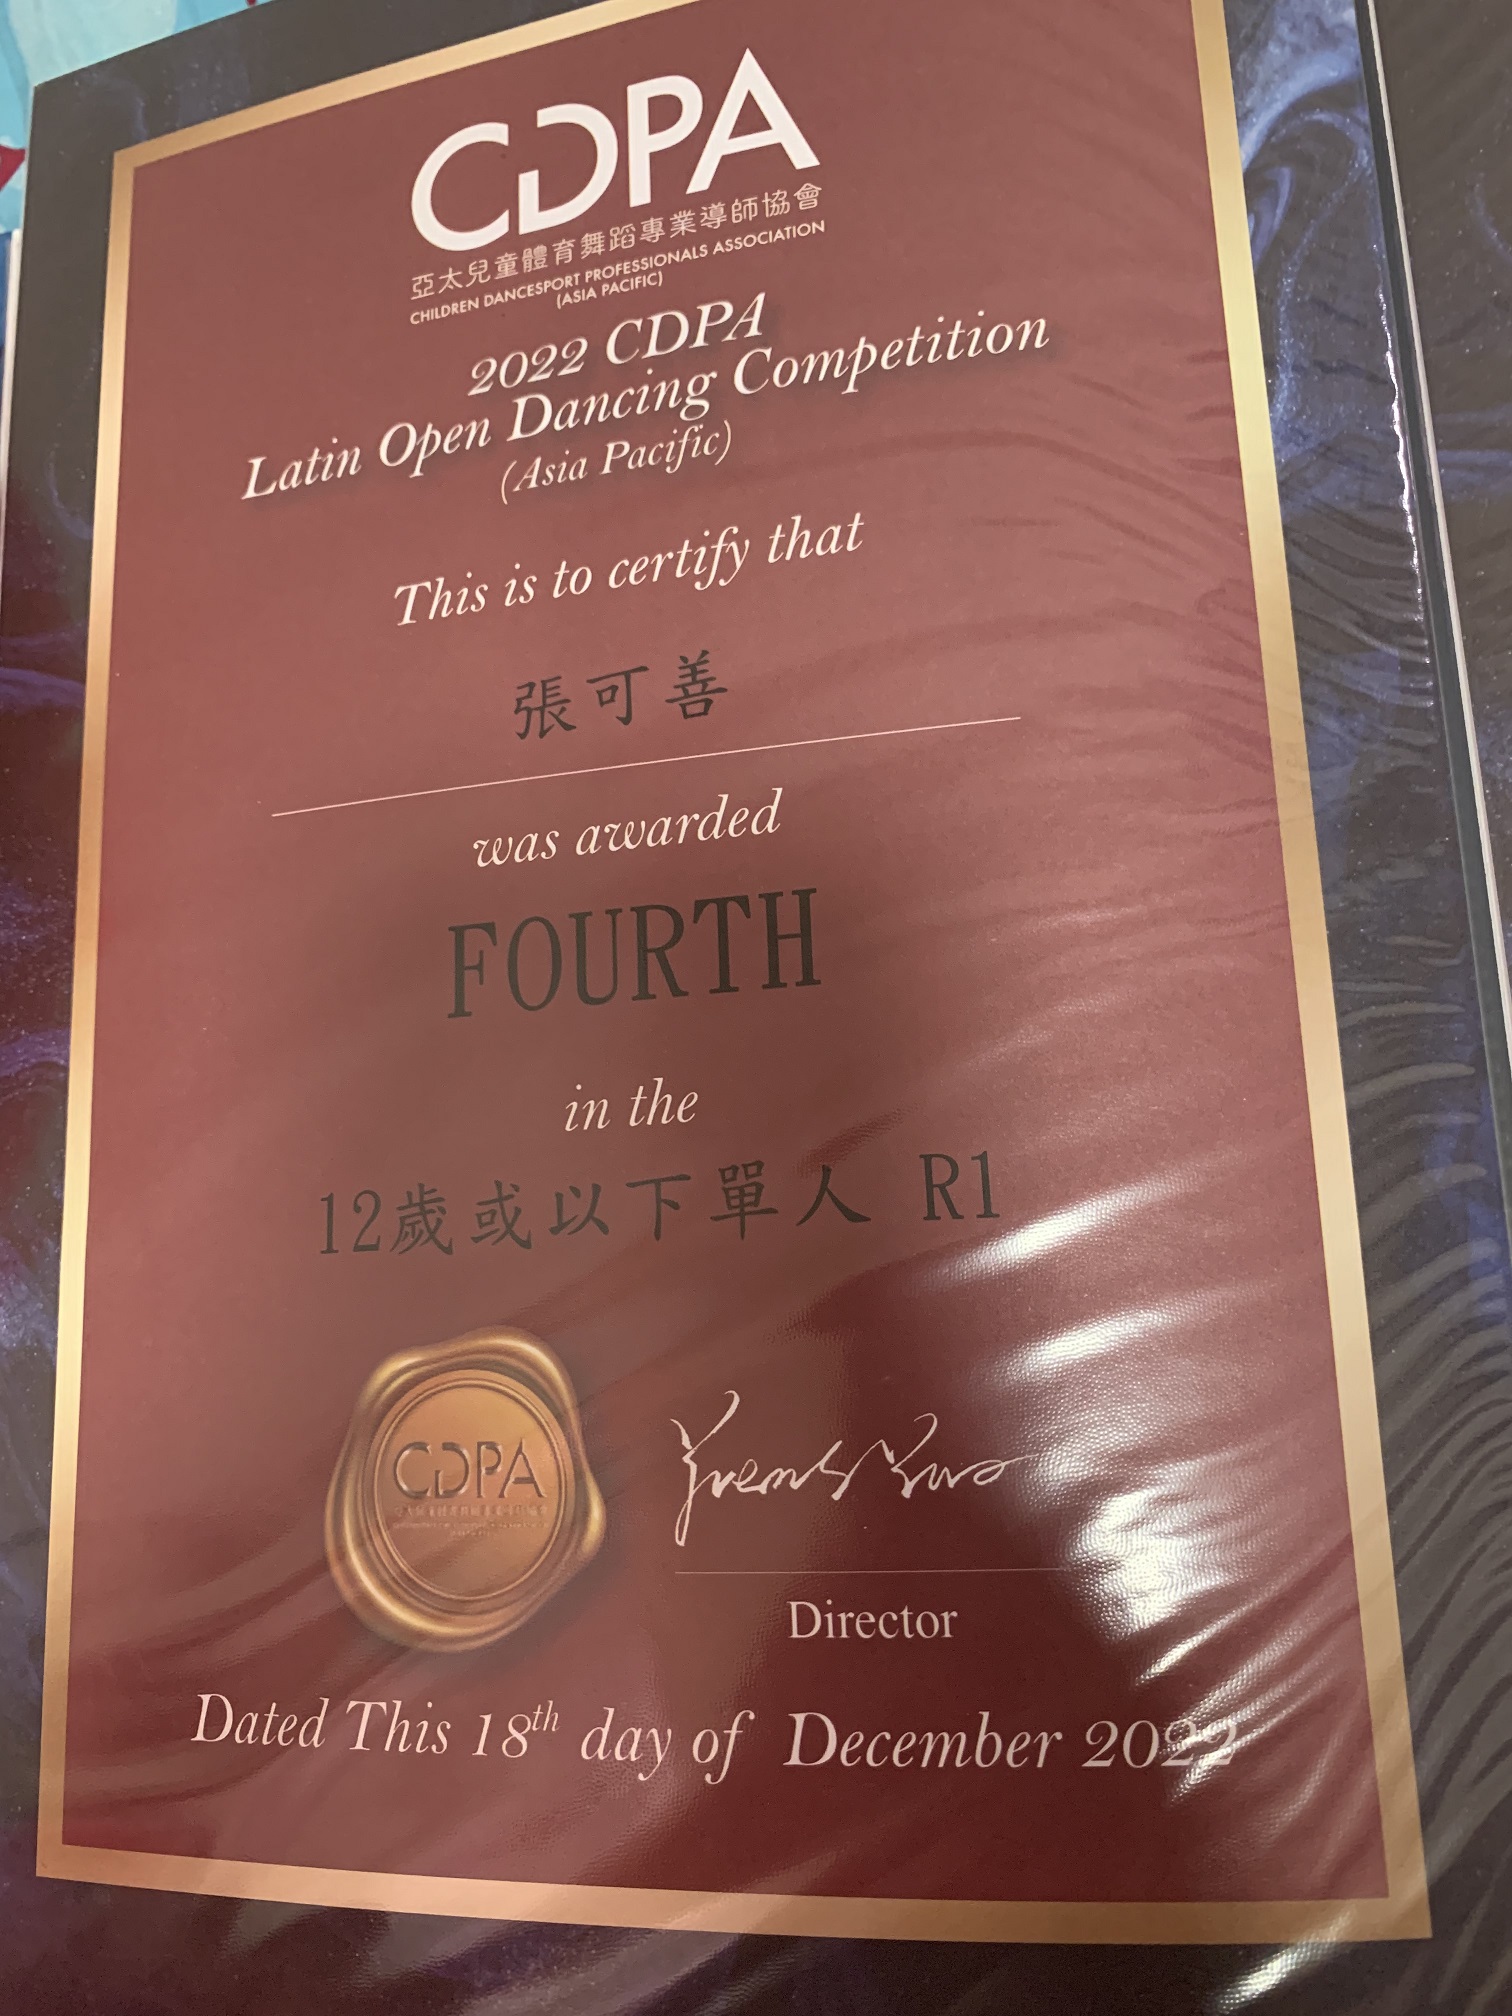 CDPA
亞太兒童體育舞蹈專業導師協會
CHILDREN DANCESPORT PROFESSIONALS ASSOCIATION
(ASIA PACIFIC)
2022 CDPA
Latin Open Dancing Competition
(Asia Pacific)
This is to certify that
張可善
was awarded
FOURTH
in the
12歲或以下單人 R1
CDPA
Director
Dated This 18th day of December 2022